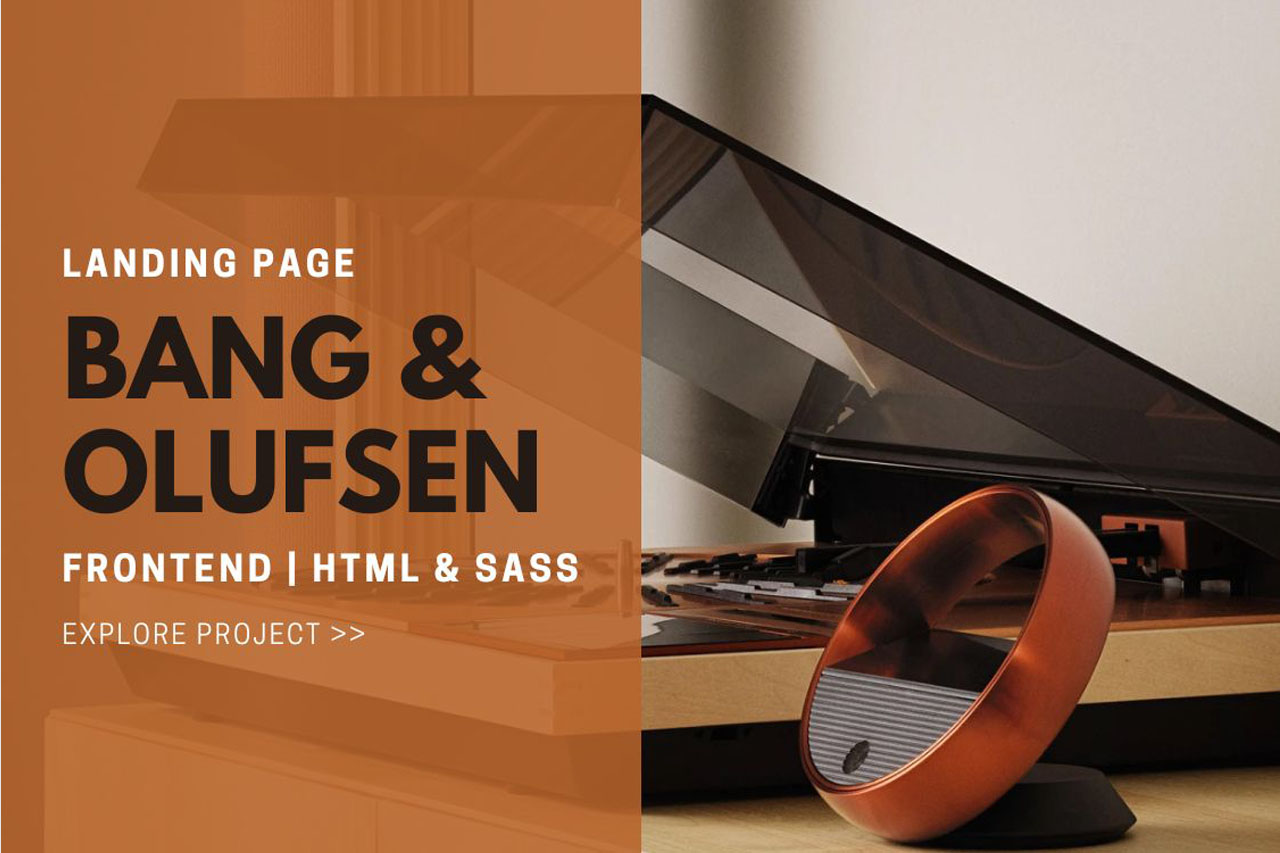 LANDING PAGE
BANG &
OLUFSEN
FRONTEND | HTML & SASS
EXPLORE PROJECT >>